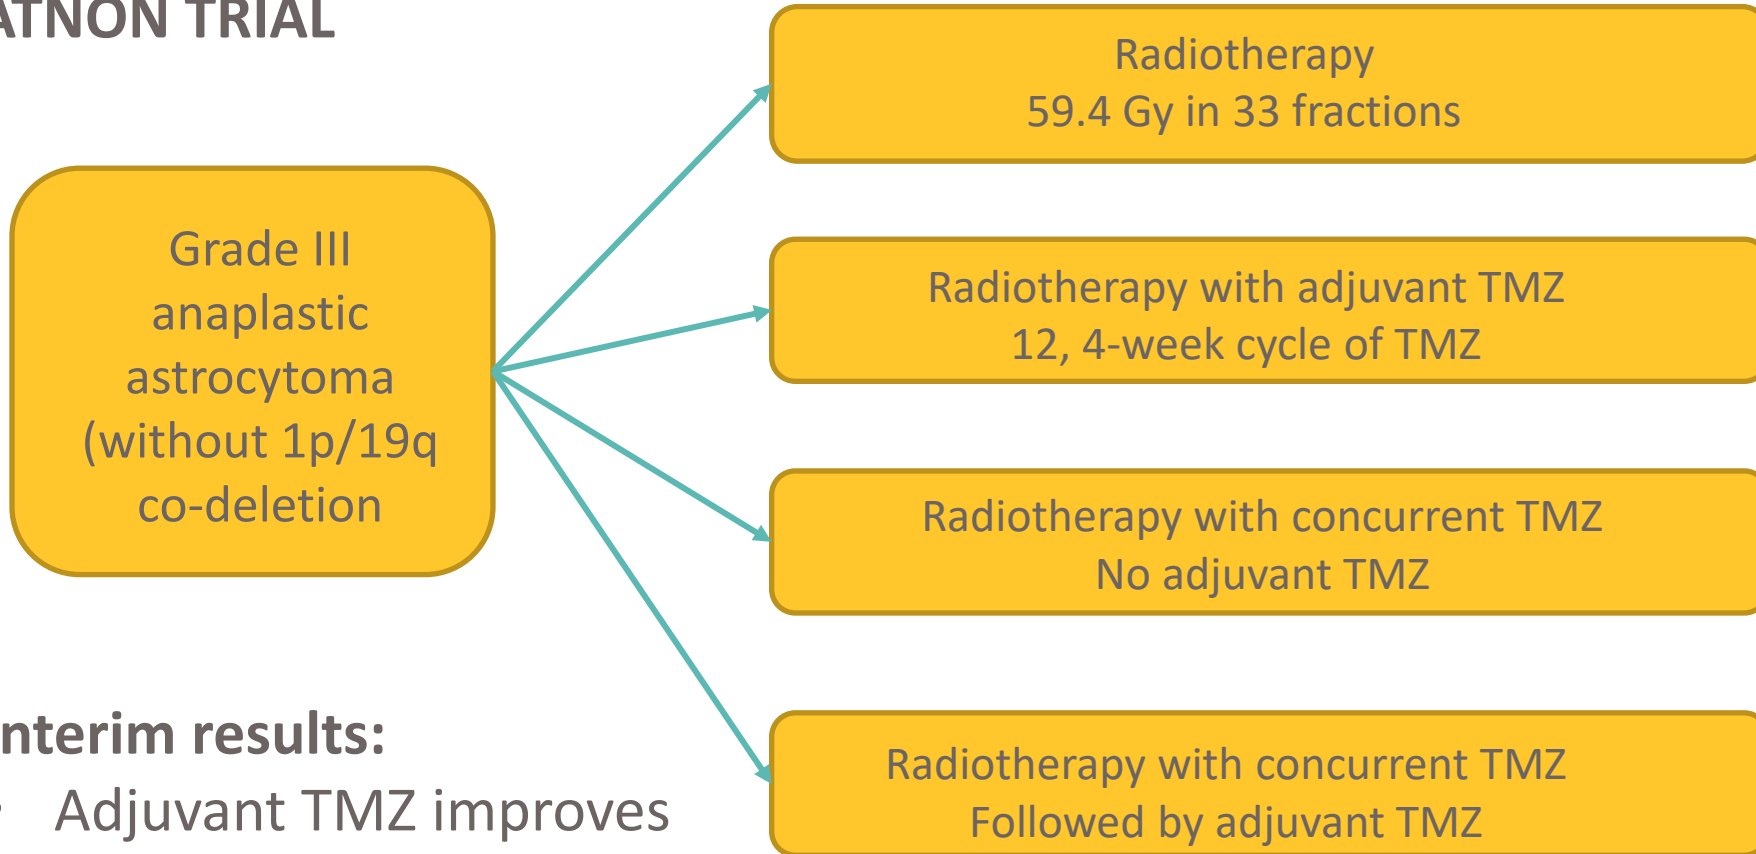 ATNON TRIAL
Radiotherapy
59.4 Gy in 33 fractions
Grade III
anaplastic
astrocytoma
(without 1p/19q
co-deletion
Radiotherapy with adjuvant TMZ
12, 4-week cycle of TMZ
Radiotherapy with concurrent TMZ
No adjuvant TMZ
Radiotherapy with concurrent TMZ
Followed by adjuvant TMZ
nterim results:
• Adjuvant TMZ improves